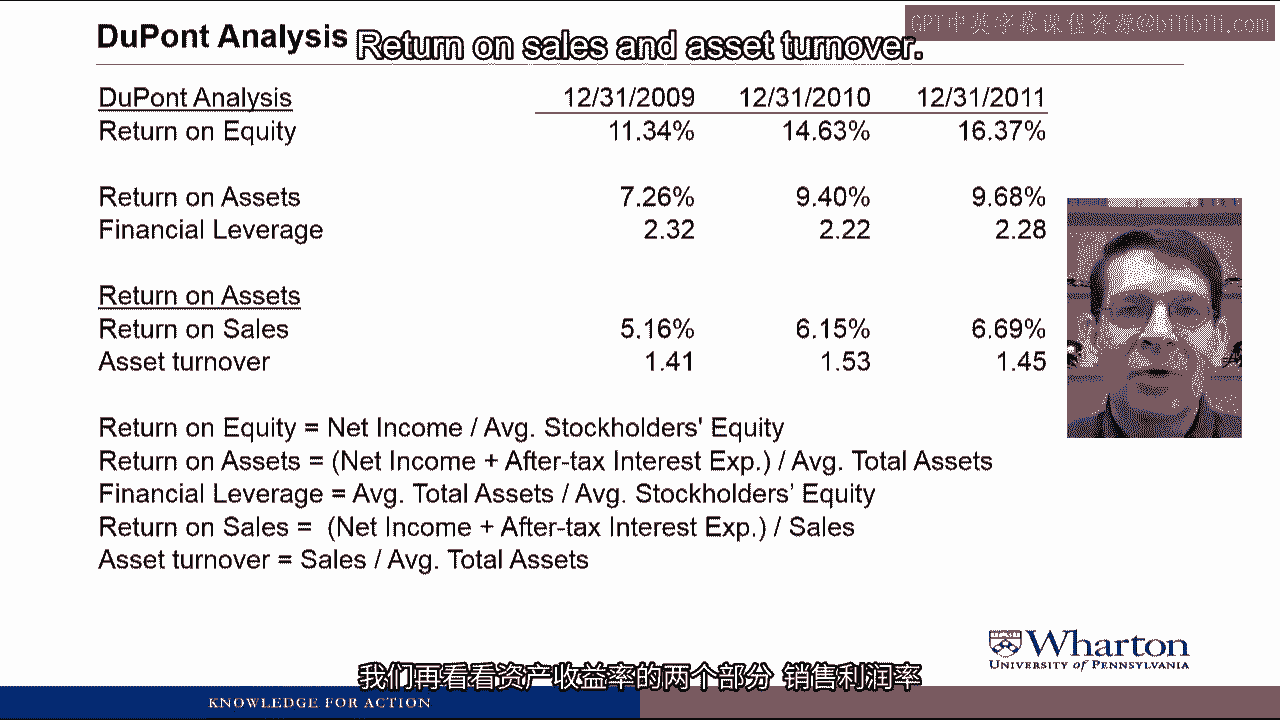 GPT中英字幕课程资源@bilibili
DuPont Analysis
Return on sales and asset turnover.
DuPont Analysis 12/31/2009 12/31/2010 12/31/2011
Return on Equity 11.34% 14.63% 16.37%
Return on Assets 7.26% 9.40% 9.68%
Financial Leverage 2.32 2.22 2.28
Return on Assets
Return on Sales 5.16% 6.15% 6.69%
Asset turnover 1.41 1.53 1.45
Return on Equity = Net Income / Avg. Stockholders' Equity
Return on Assets = (Net Income + After-tax Interest Exp.) / Avg. Total Assets
Financial Leverage = Avg. Total Assets / Avg. Stockholders’ Equity
Return on Sales = (Net Income + After-tax Interest Exp.) / Sales
Asset turnover = Sales / Avg. Total Assets
Wharton
UNIVERSITY of PENNSYLVANIA
我们再看看资产收益率的两个部分 销售利润率
KNOWLEDGE FOR ACTION